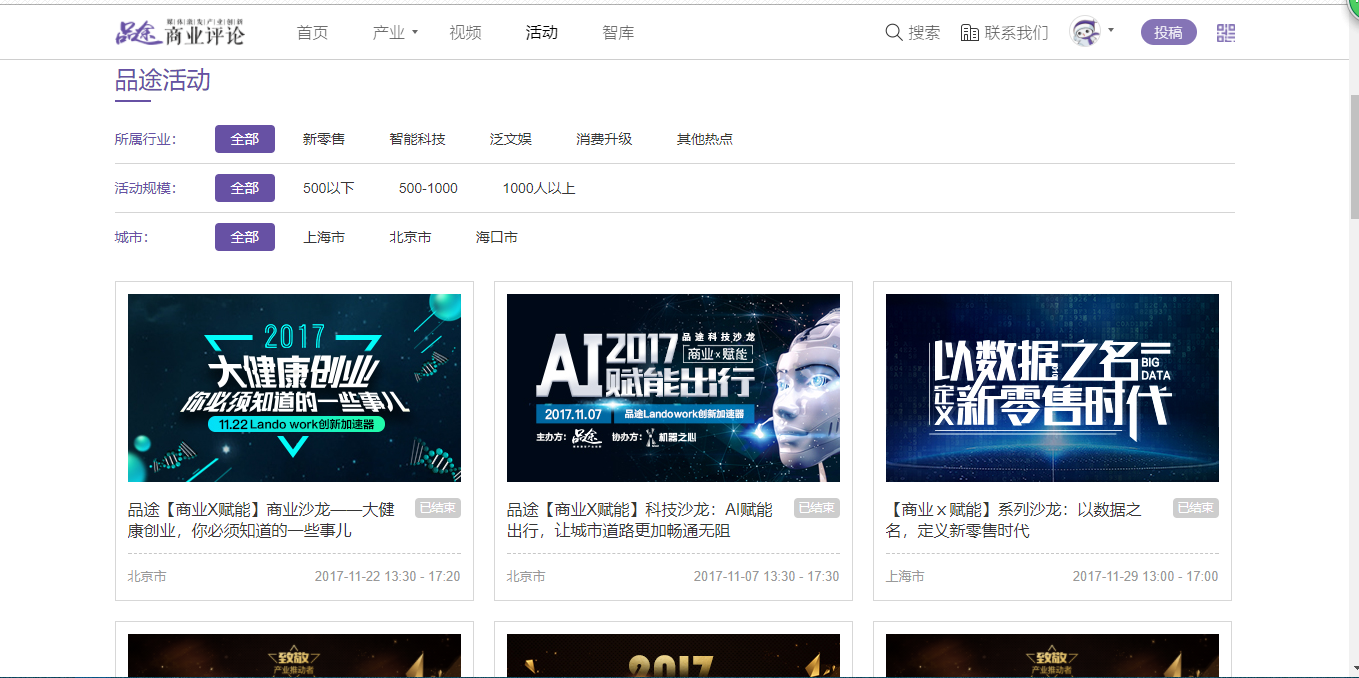 媒体激发产业创新
品途 商业评论
首页 产业 视频 活动 智库
搜索 联系我们 投稿
品途活动
所属行业： 全部 新零售 智能科技 泛文娱 消费升级 其他热点
活动规模： 全部 500以下 500-1000 1000人以上
城市： 全部 上海市 北京市 海口市
2017
大健康创业
你必须知道的一些事儿
11.22 Lando work创新加速器
品途【商业X赋能】商业沙龙——大健
康创业，你必须知道的一些事儿
已结束
北京市 2017-11-22 13:30 - 17:20
AI 2017 品途科技沙龙
商业×赋能
赋能出行
2017.11.07 品途Landowork创新加速器
主办方： 品途 协办方： 机器之心
品途【商业X赋能】科技沙龙：AI赋能
出行，让城市道路更加畅通无阻
已结束
北京市 2017-11-07 13:30 - 17:30
以数据之名 BIG
DATA
定义新零售时代
【商业ｘ赋能】系列沙龙：以数据之
名，定义新零售时代
已结束
上海市 2017-11-29 13:00 - 17:00
致敬
产业推动者
2017
致敬
产业推动者